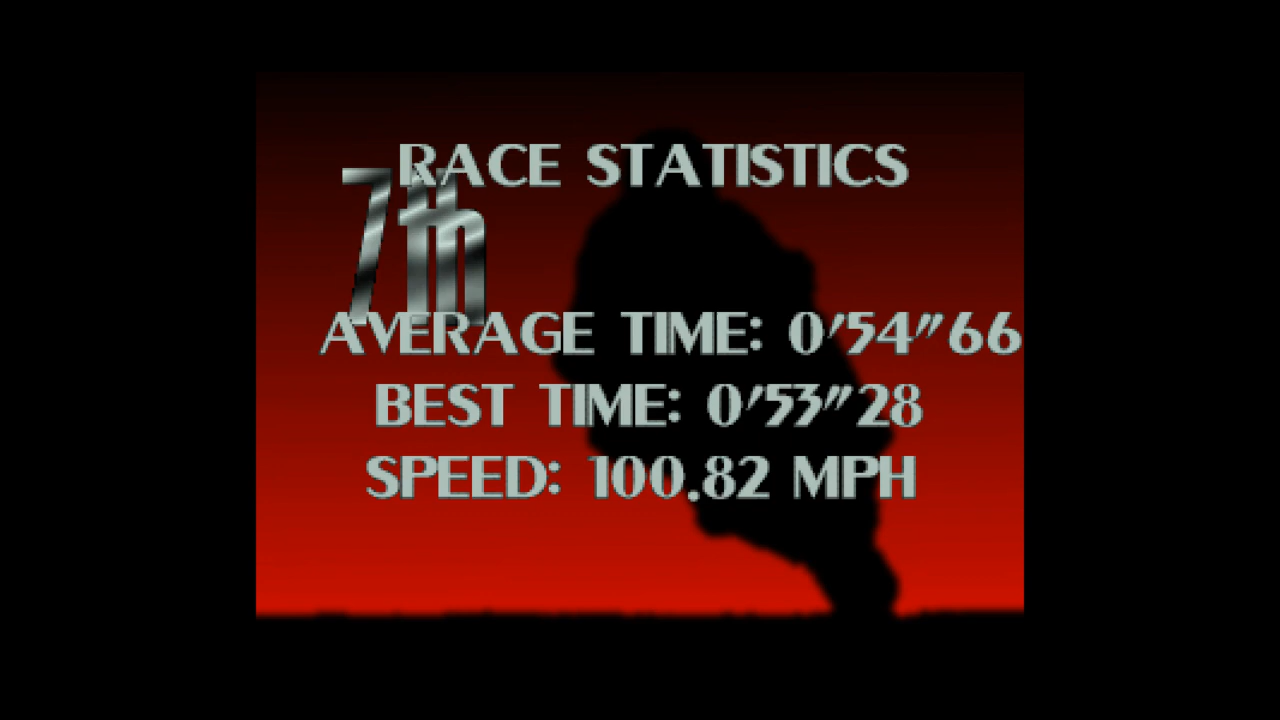 RACE STATISTICS
7th
AVERAGE TIME: 0'54"66
BEST TIME: 0'53"28
SPEED: 100.82 MPH